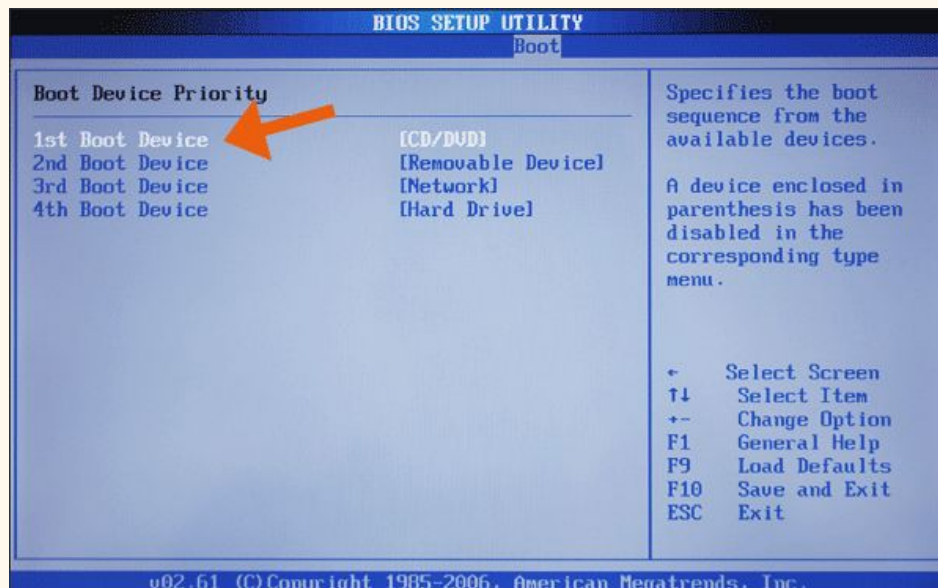 BIOS SETUP UTILITY
Boot
Boot Device Priority
1st Boot Device [CD/DVD]
2nd Boot Device [Removable Device]
3rd Boot Device [Network]
4th Boot Device [Hard Drive]
Specifies the boot
sequence from the
available devices.
A device enclosed in
parenthesis has been
disabled in the
corresponding type
menu.
← Select Screen
↑↓ Select Item
+- Change Option
F1 General Help
F9 Load Defaults
F10 Save and Exit
ESC Exit
v02.61 (C)Copyright 1985-2006, American Megatrends, Inc.